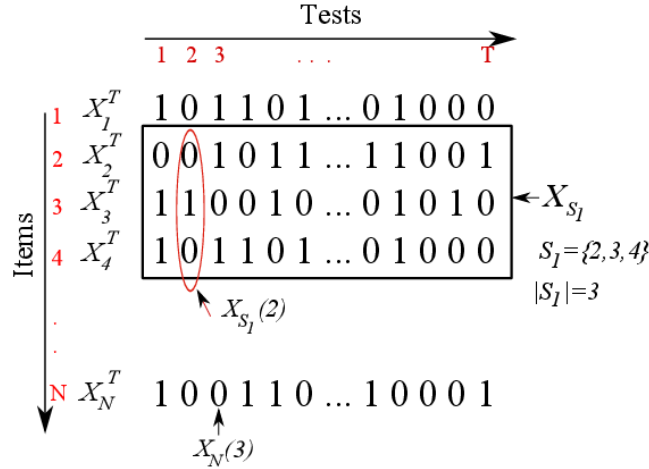 Tests
1 2 3 . . . T
1 X_1^T 1 0 1 1 0 1 ... 0 1 0 0 0
2 X_2^T 0 0 1 0 1 1 ... 1 1 0 0 1
3 X_3^T 1 1 0 0 1 0 ... 0 1 0 1 0
4 X_4^T 1 0 1 1 0 1 ... 0 1 0 0 0
X_{S_1}
S_1={2,3,4}
|S_1|=3
X_{S_1}(2)
.
.
N X_N^T 1 0 0 1 1 0 ... 1 0 0 0 1
X_N(3)
Items